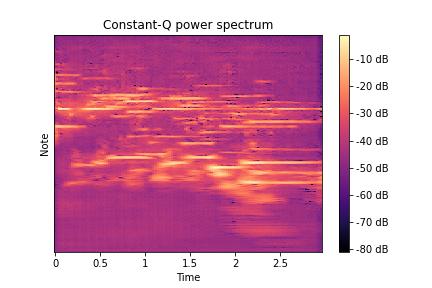 Constant-Q power spectrum
Note
-10 dB
-20 dB
-30 dB
-40 dB
-50 dB
-60 dB
-70 dB
-80 dB
0 0.5 1 1.5 2 2.5
Time